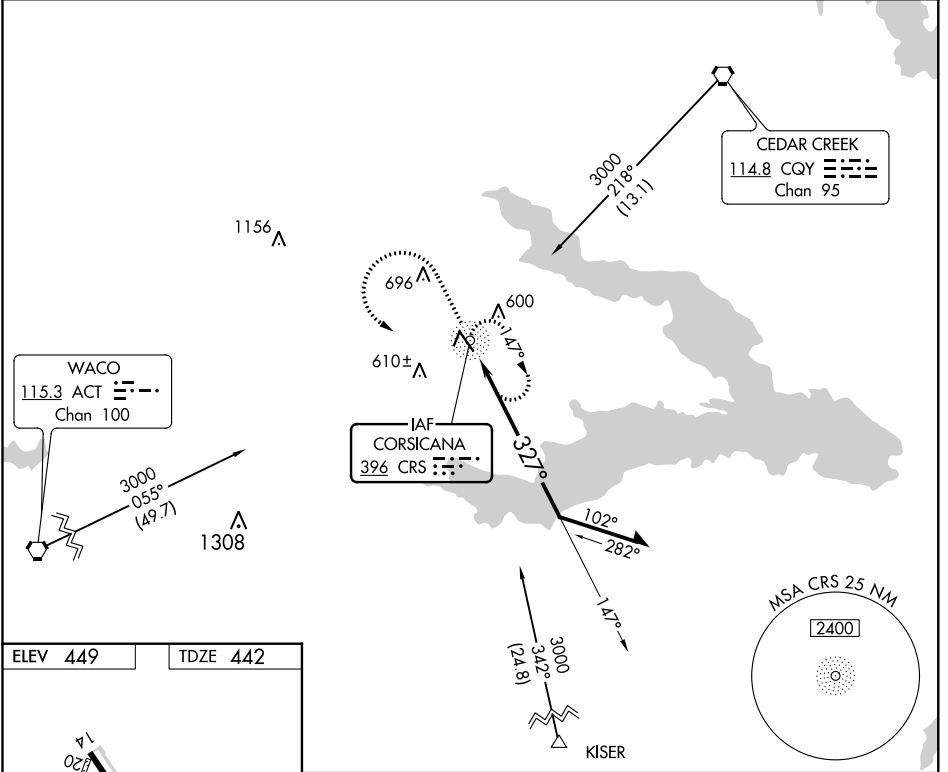 CEDAR CREEK
114.8 CQY
Chan 95
3000
218°
(13.1)
1156
696
600
147°
610±
WACO
115.3 ACT
Chan 100
IAF
CORSICANA
396 CRS
327°
3000
055°
(49.7)
1308
102°
282°
147°
MSA CRS 25 NM
2400
3000
342°
(24.8)
KISER
ELEV 449
TDZE 442
14
120